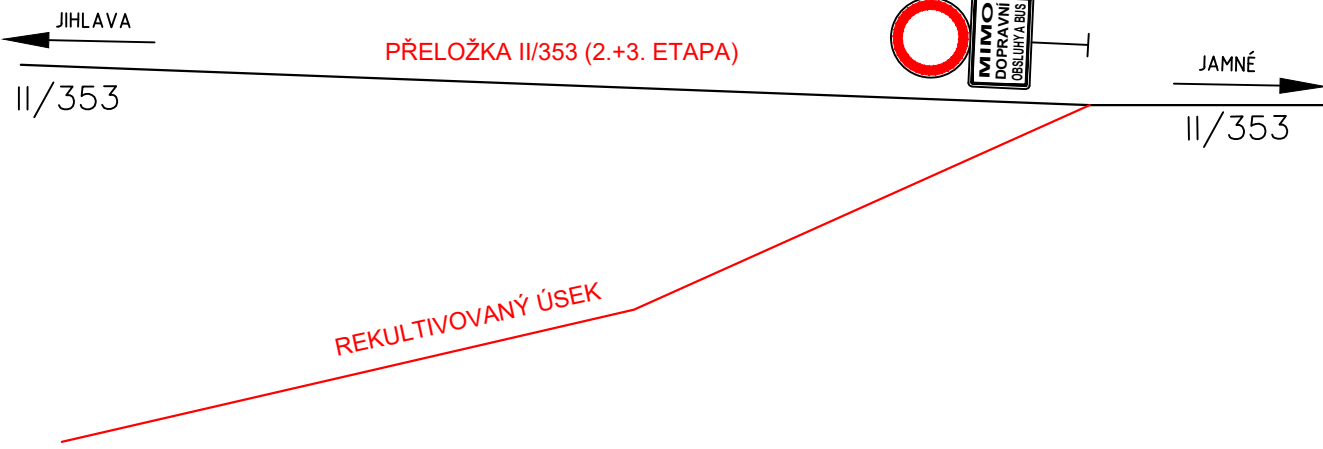 JIHLAVA
II/353
PŘELOŽKA II/353 (2.+3. ETAPA)
MIMO
DOPRAVNÍ
OBSLUHY A BUS
JAMNÉ
II/353
REKULTIVOVANÝ ÚSEK